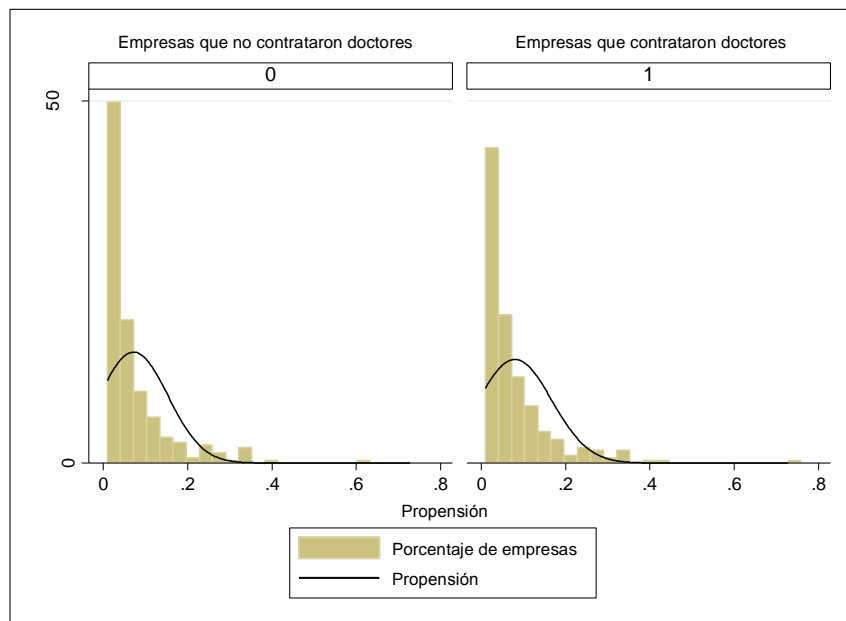 Empresas que no contrataron doctores
Empresas que contrataron doctores
0
1
50
0
0 .2 .4 .6 .8
0 .2 .4 .6 .8
Propensión
Porcentaje de empresas
Propensión